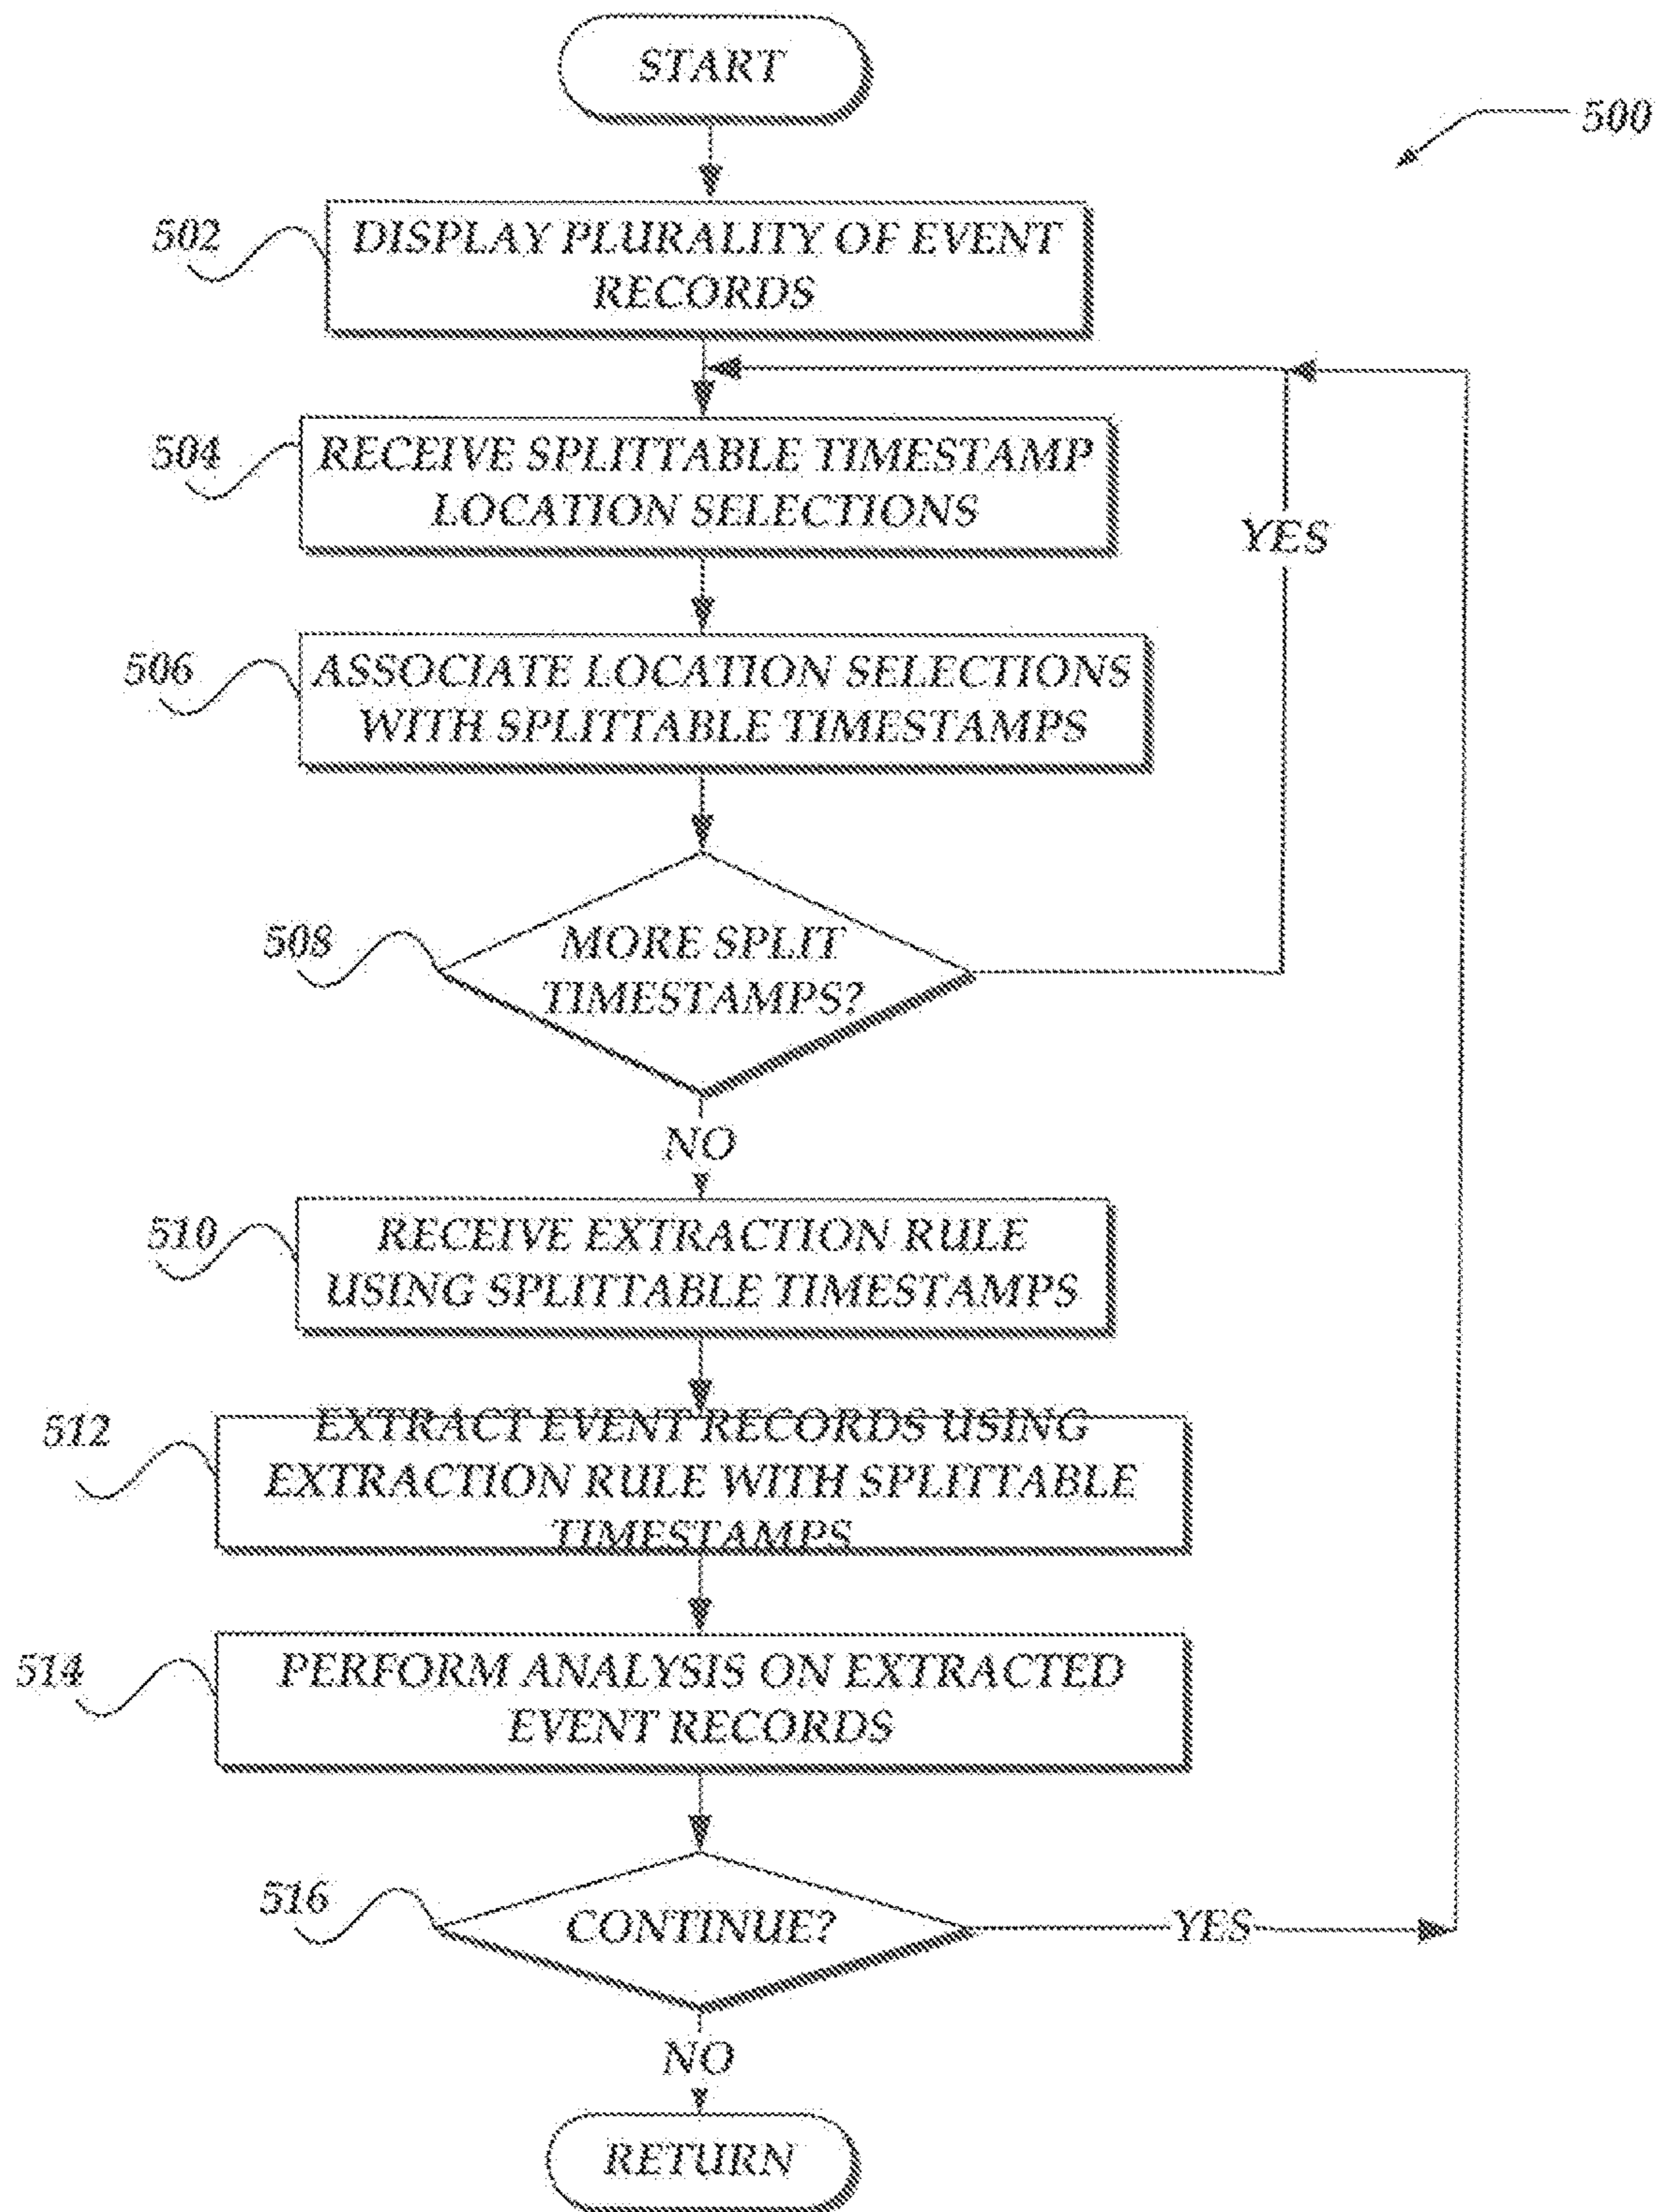 START
500
502
DISPLAY PLURALITY OF EVENT
RECORDS
504
RECEIVE SPLITTABLE TIMESTAMP
LOCATION SELECTIONS
YES
506
ASSOCIATE LOCATION SELECTIONS
WITH SPLITTABLE TIMESTAMPS
508
MORE SPLIT
TIMESTAMPS?
NO
510
RECEIVE EXTRACTION RULE
USING SPLITTABLE TIMESTAMPS
512
EXTRACT EVENT RECORDS USING
EXTRACTION RULE WITH SPLITTABLE
TIMESTAMPS
514
PERFORM ANALYSIS ON EXTRACTED
EVENT RECORDS
516
CONTINUE?
YES
NO
RETURN